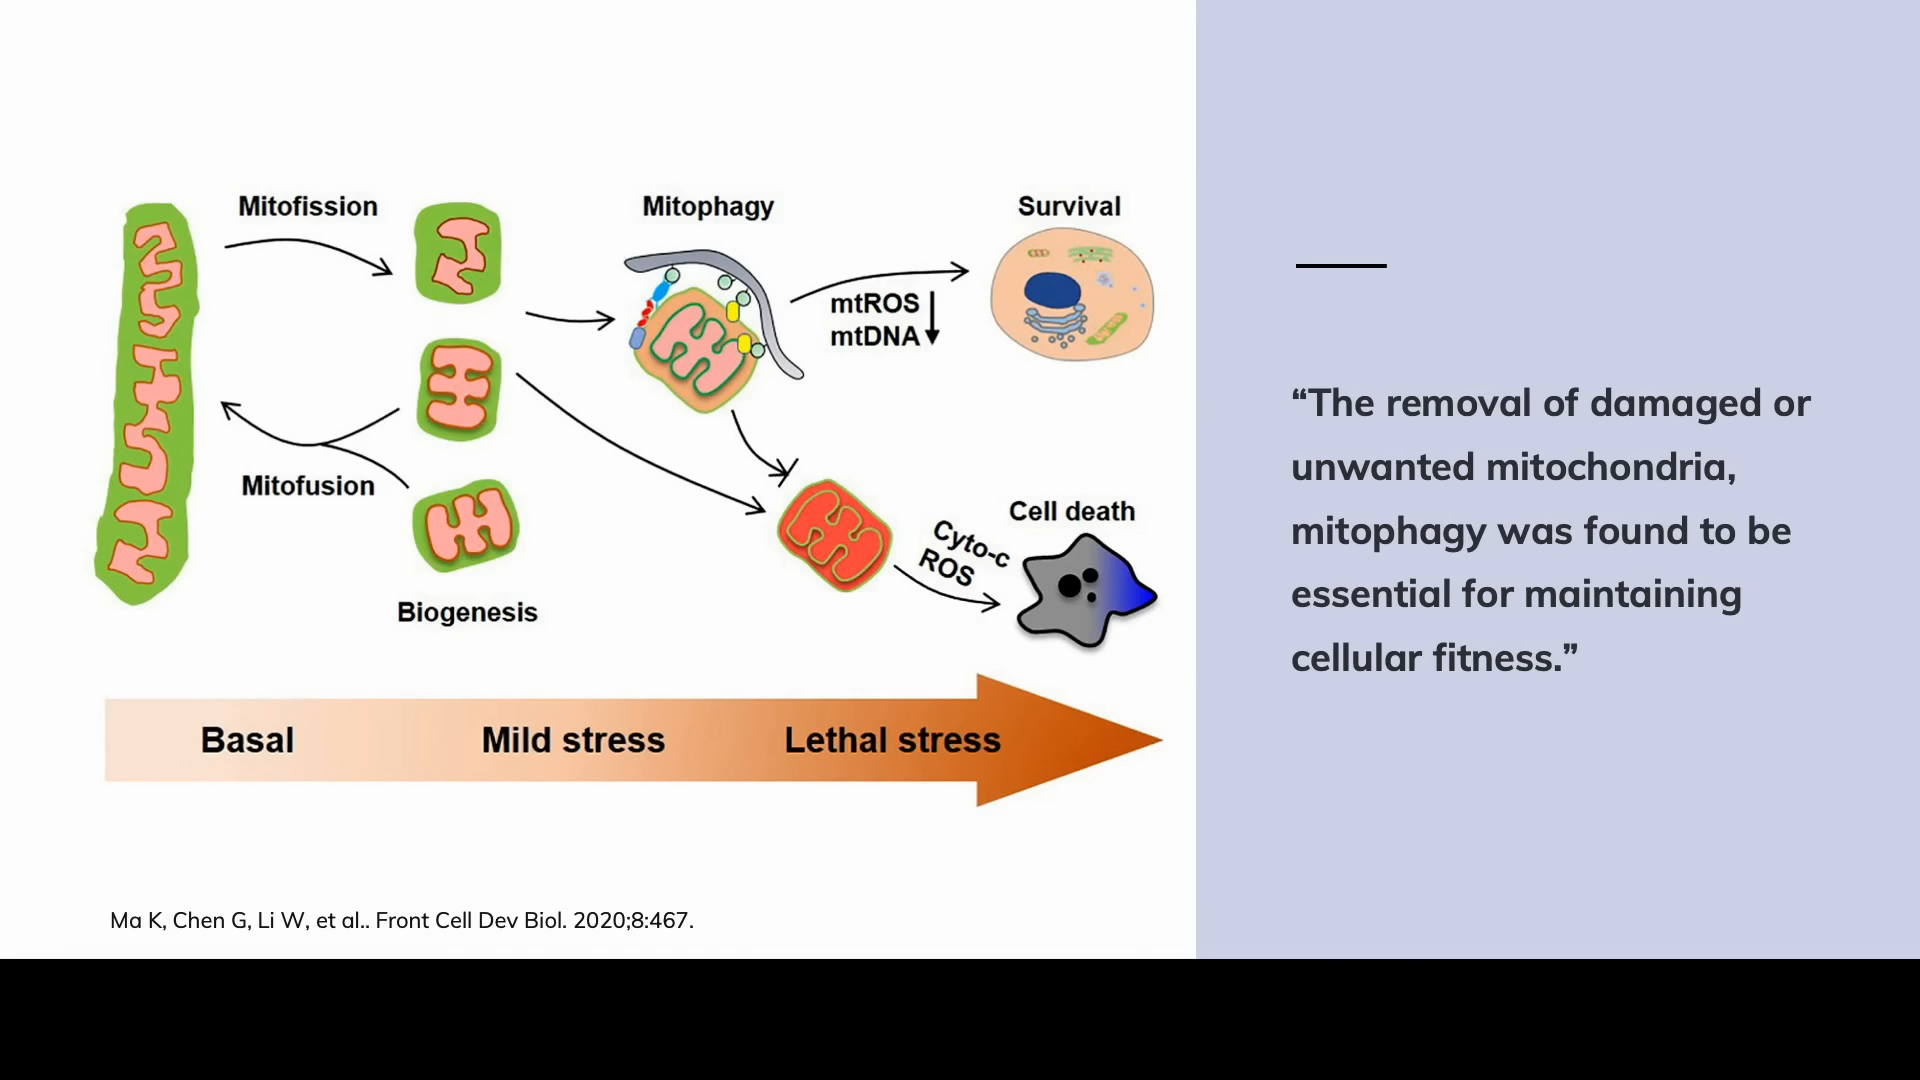 Mitofission
Mitophagy
Survival
mtROS
mtDNA
Mitofusion
Cyto-c
ROS
Cell death
Biogenesis
Basal
Mild stress
Lethal stress
Ma K, Chen G, Li W, et al.. Front Cell Dev Biol. 2020;8:467.
“The removal of damaged or
unwanted mitochondria,
mitophagy was found to be
essential for maintaining
cellular fitness.”